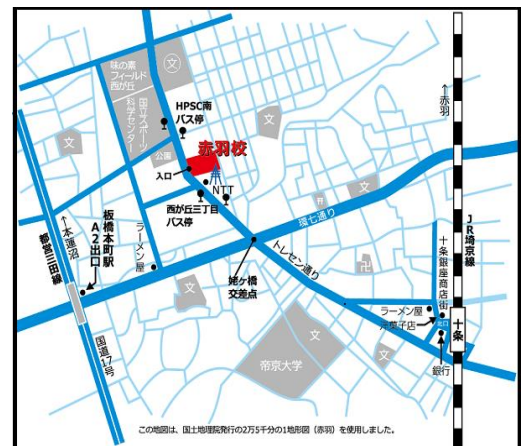 味の素
フィールド
西が丘
文
国立スポーツ
科学センター
HPSC南
バス停
公園
赤羽校
入口
NTT
西が丘三丁目
バス停
文
文
文
卍
環七通り
トレセン通り
姥ヶ橋
交差点
↑本蓮沼
都営三田線
板橋本町駅
A2出口
ラーメン屋
国道17号
文
文
帝京大学
文
↑赤羽
JR埼京線
十条銀座商店街
ラーメン屋
洋菓子店
北口
十条
銀行
この地図は、国土地理院発行の2万5千分の1地形図（赤羽）を使用しました。